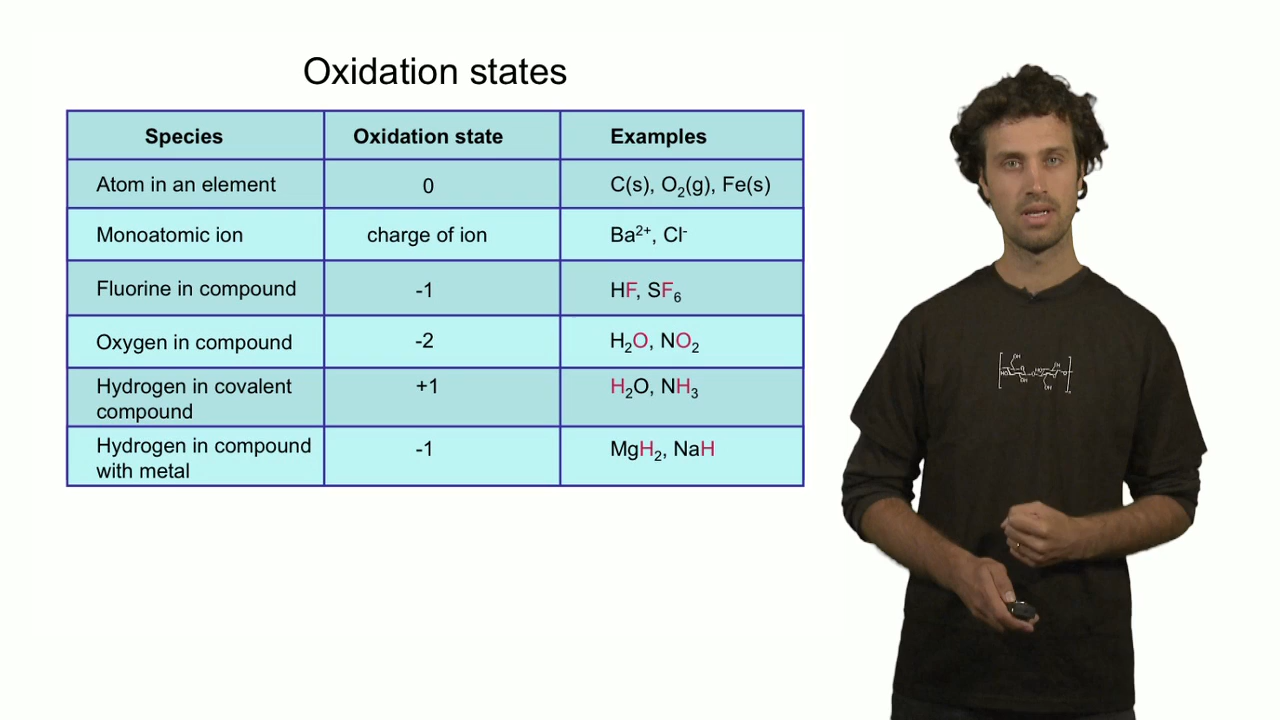 Oxidation states
Species Oxidation state Examples
Atom in an element 0 C(s), O₂(g), Fe(s)
Monoatomic ion charge of ion Ba²⁺, Cl⁻
Fluorine in compound -1 HF, SF₆
Oxygen in compound -2 H₂O, NO₂
Hydrogen in covalent
compound +1 H₂O, NH₃
Hydrogen in compound
with metal -1 MgH₂, NaH